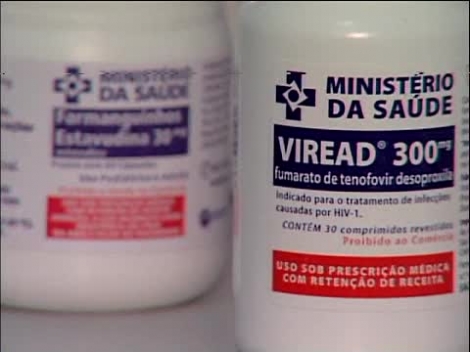 MINISTÉRIO
DA SAÚDE
Farmanguinhos
Estavudina 30 mg
MINISTÉRIO
DA SAÚDE
VIREAD® 300mg
fumarato de tenofovir desoproxila
Indicado para o tratamento de infecções
causadas por HIV-1.
CONTÉM 30 comprimidos revestidos
Proibido ao Comércio
USO SOB PRESCRIÇÃO MÉDICA
COM RETENÇÃO DE RECEITA